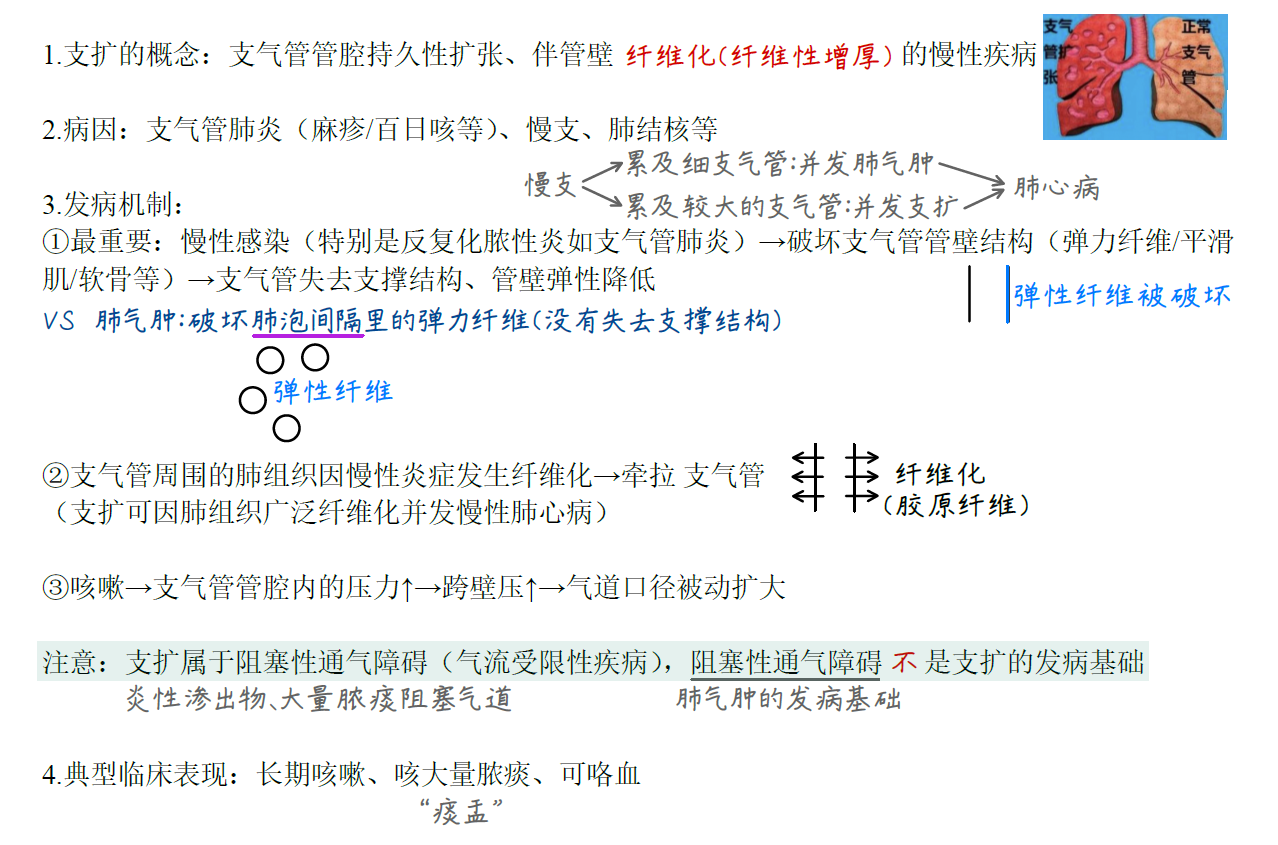 1.支扩的概念：支气管管腔持久性扩张、伴管壁 纤维化(纤维性增厚) 的慢性疾病
支气管扩张
正常支气管
2.病因：支气管肺炎（麻疹/百日咳等）、慢支、肺结核等
慢支
累及细支气管:并发肺气肿
累及较大的支气管:并发支扩
肺心病
3.发病机制：
①最重要：慢性感染（特别是反复化脓性炎如支气管肺炎）→破坏支气管管壁结构（弹力纤维/平滑
肌/软骨等）→支气管失去支撑结构、管壁弹性降低
弹性纤维被破坏
VS 肺气肿:破坏肺泡间隔里的弹力纤维(没有失去支撑结构)
弹性纤维
②支气管周围的肺组织因慢性炎症发生纤维化→牵拉 支气管
（支扩可因肺组织广泛纤维化并发慢性肺心病）
纤维化
(胶原纤维)
③咳嗽→支气管管腔内的压力↑→跨壁压↑→气道口径被动扩大
注意：支扩属于阻塞性通气障碍（气流受限性疾病），阻塞性通气障碍 不 是支扩的发病基础
炎性渗出物、大量脓痰阻塞气道
肺气肿的发病基础
4.典型临床表现：长期咳嗽、咳大量脓痰、可咯血
“痰盂”